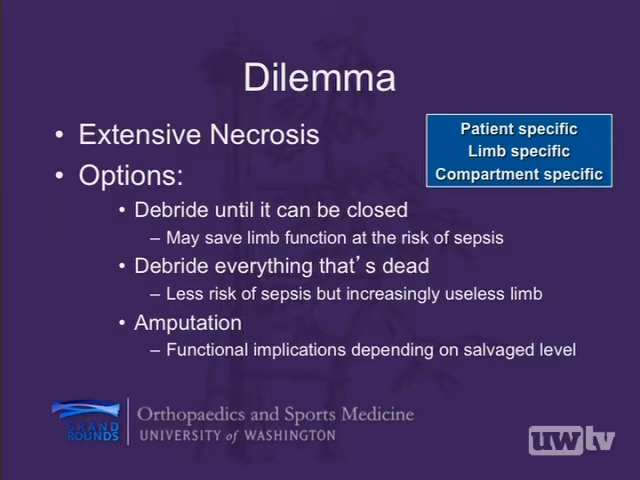 Dilemma
• Extensive Necrosis
• Options:
• Debride until it can be closed
– May save limb function at the risk of sepsis
• Debride everything that’s dead
– Less risk of sepsis but increasingly useless limb
• Amputation
– Functional implications depending on salvaged level
Patient specific
Limb specific
Compartment specific
GRAND
ROUNDS
Orthopaedics and Sports Medicine
UNIVERSITY of WASHINGTON
uwtv